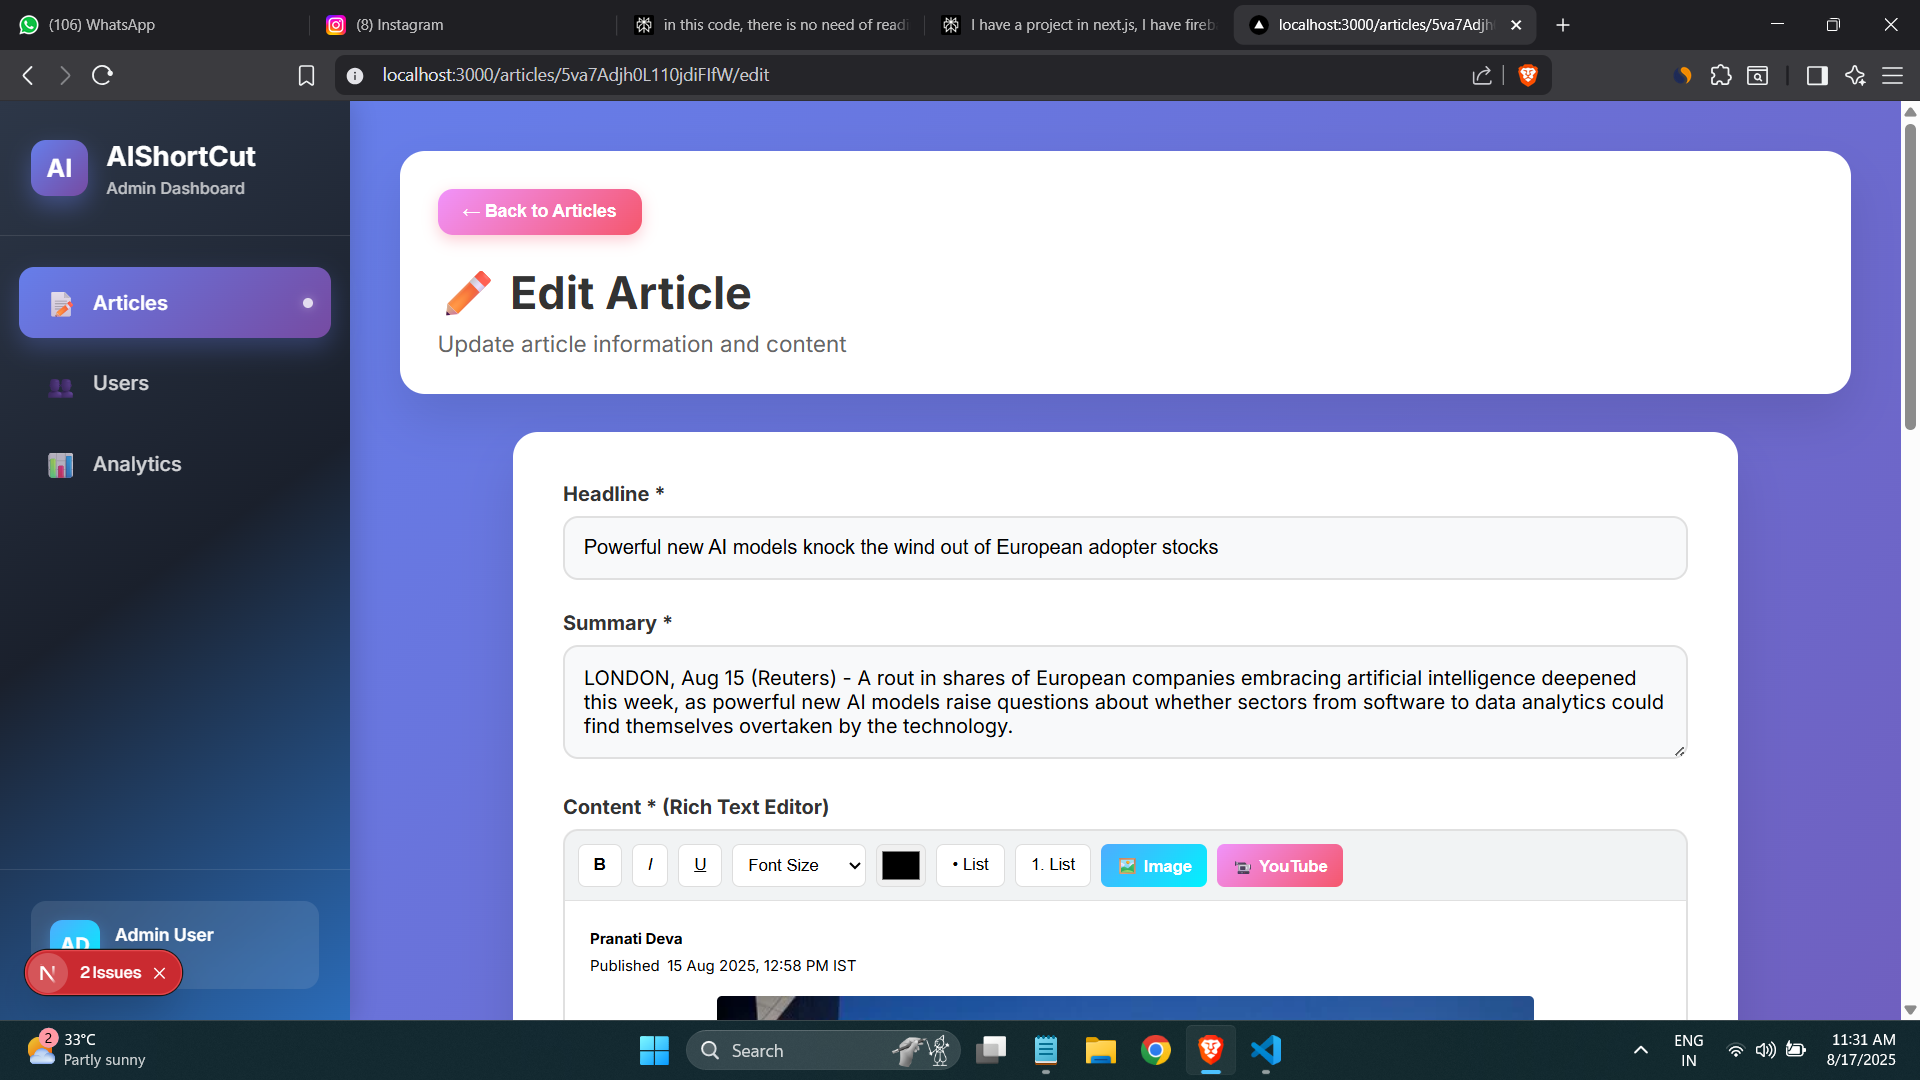 (106) WhatsApp
(8) Instagram
in this code, there is no need of readi
I have a project in next.js, I have fireb
localhost:3000/articles/5va7Adjh
localhost:3000/articles/5va7Adjh0L110jdiFIfW/edit
AI
AIShortCut
Admin Dashboard
Articles
Users
Analytics
AD
Admin User
N
2 Issues
← Back to Articles
Edit Article
Update article information and content
Headline *
Powerful new AI models knock the wind out of European adopter stocks
Summary *
LONDON, Aug 15 (Reuters) - A rout in shares of European companies embracing artificial intelligence deepened
this week, as powerful new AI models raise questions about whether sectors from software to data analytics could
find themselves overtaken by the technology.
Content * (Rich Text Editor)
B
I
U
Font Size
• List
1. List
Image
YouTube
Pranati Deva
Published 15 Aug 2025, 12:58 PM IST
2
33°C
Partly sunny
Search
ENG
IN
11:31 AM
8/17/2025